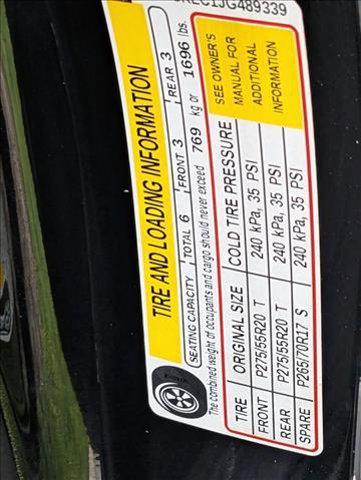 JG489339
TIRE AND LOADING INFORMATION
SEATING CAPACITY TOTAL 6 FRONT 3 REAR 3
The combined weight of occupants and cargo should never exceed 769 kg or 1696 lbs.
TIRE ORIGINAL SIZE COLD TIRE PRESSURE SEE OWNER'S MANUAL FOR ADDITIONAL INFORMATION
FRONT P275/55R20 T 240 kPa, 35 PSI
REAR P275/55R20 T 240 kPa, 35 PSI
SPARE P265/70R17 S 240 kPa, 35 PSI